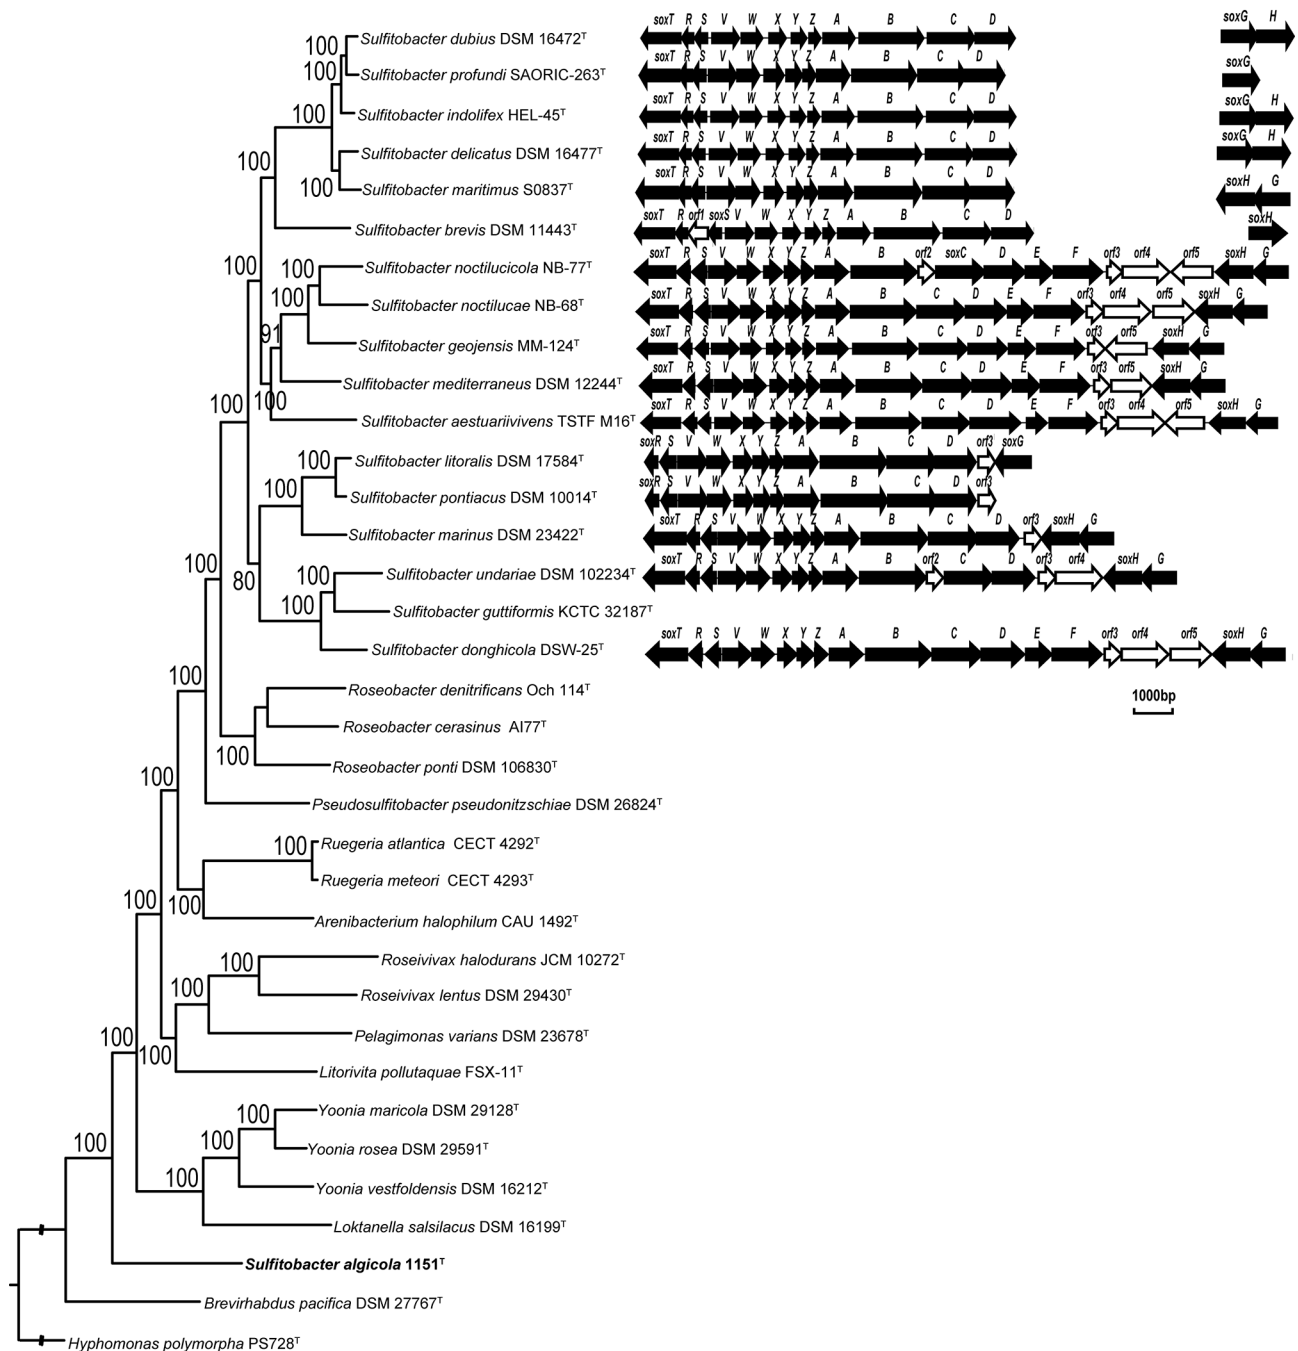 soxT R S V W X Y Z A B C D soxG H
100 Sulfitobacter dubius DSM 16472T
soxT R S V W X Y Z A B C D soxG
100 Sulfitobacter profundi SAORIC-263T
soxT R S V W X Y Z A B C D soxG H
100 Sulfitobacter indolifex HEL-45T
soxT R S V W X Y Z A B C D soxG H
100 Sulfitobacter delicatus DSM 16477T
soxT R S V W X Y Z A B C D soxH G
100 100 Sulfitobacter maritimus S0837T
soxT R orf1 soxS V W X Y Z A B C D soxH
Sulfitobacter brevis DSM 11443T
soxT R S V W X Y Z A B orf2 soxC D E F orf3 orf4 orf5 soxH G
100 100 Sulfitobacter noctilucicola NB-77T
soxT R S V W X Y Z A B C D E F orf3 orf4 orf5 soxH G
100 Sulfitobacter noctilucae NB-68T
soxT R S V W X Y Z A B C D E F orf3 orf5 soxH G
91 Sulfitobacter geojensis MM-124T
soxT R S V W X Y Z A B C D E F orf3 orf5 soxH G
Sulfitobacter mediterraneus DSM 12244T
soxT R S V W X Y Z A B C D E F orf3 orf4 orf5 soxH G
100 100 Sulfitobacter aestuariivivens TSTF M16T
soxR S V W X Y Z A B C D orf3 soxG
100 Sulfitobacter litoralis DSM 17584T
soxR S V W X Y Z A B C D orf3
100 Sulfitobacter pontiacus DSM 10014T
soxT R S V W X Y Z A B C D orf3 soxH G
Sulfitobacter marinus DSM 23422T
soxT R S V W X Y Z A B orf2 C D orf3 orf4 soxH G
100 80 100 Sulfitobacter undariae DSM 102234T
100 Sulfitobacter guttiformis KCTC 32187T
soxT R S V W X Y Z A B C D E F orf3 orf4 orf5 soxH G
Sulfitobacter donghicola DSW-25T
100 Roseobacter denitrificans Och 114T
1000bp
Roseobacter cerasinus AI77T
100 Roseobacter ponti DSM 106830T
100 Pseudosulfitobacter pseudonitzschiae DSM 26824T
100 Ruegeria atlantica CECT 4292T
Ruegeria meteori CECT 4293T
100 100 Arenibacterium halophilum CAU 1492T
100 Roseivivax halodurans JCM 10272T
100 Roseivivax lentus DSM 29430T
100 Pelagimonas varians DSM 23678T
100 Litorivita pollutaquae FSX-11T
100 Yoonia maricola DSM 29128T
100 100 Yoonia rosea DSM 29591T
100 Yoonia vestfoldensis DSM 16212T
Loktanella salsilacus DSM 16199T
Sulfitobacter algicola 1151T
Brevirhabdus pacifica DSM 27767T
Hyphomonas polymorpha PS728T